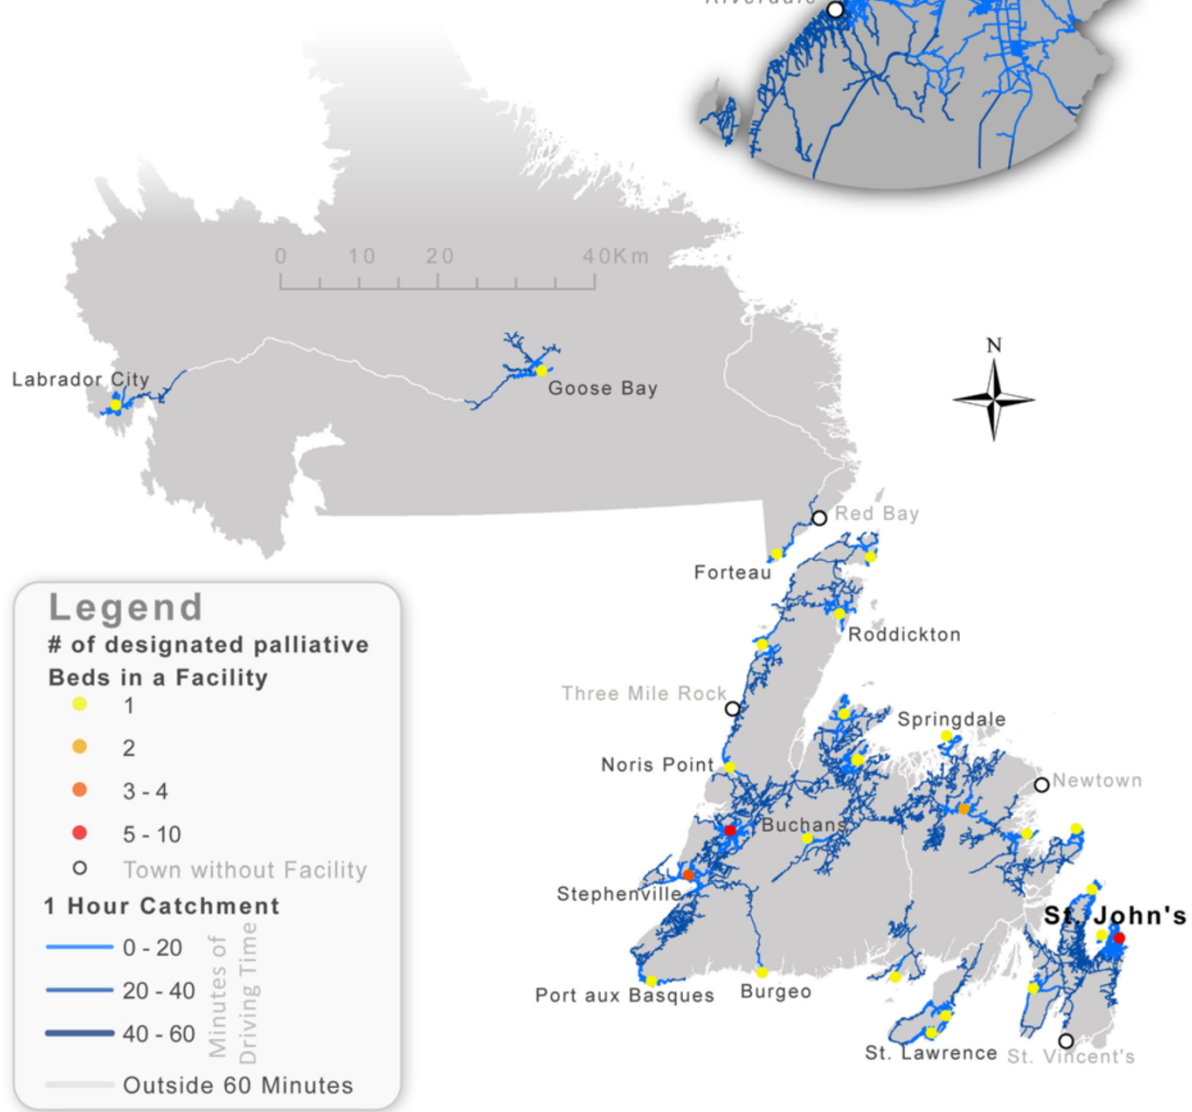 Riverdale
0 10 20 40Km
N
Labrador City
Goose Bay
Red Bay
Forteau
Roddickton
Three Mile Rock
Springdale
Noris Point
Newtown
Buchans
Stephenville
St. John's
Port aux Basques
Burgeo
St. Lawrence
St. Vincent's
Legend
# of designated palliative
Beds in a Facility
1
2
3 - 4
5 - 10
Town without Facility
1 Hour Catchment
0 - 20
20 - 40
40 - 60
Minutes of
Driving Time
Outside 60 Minutes